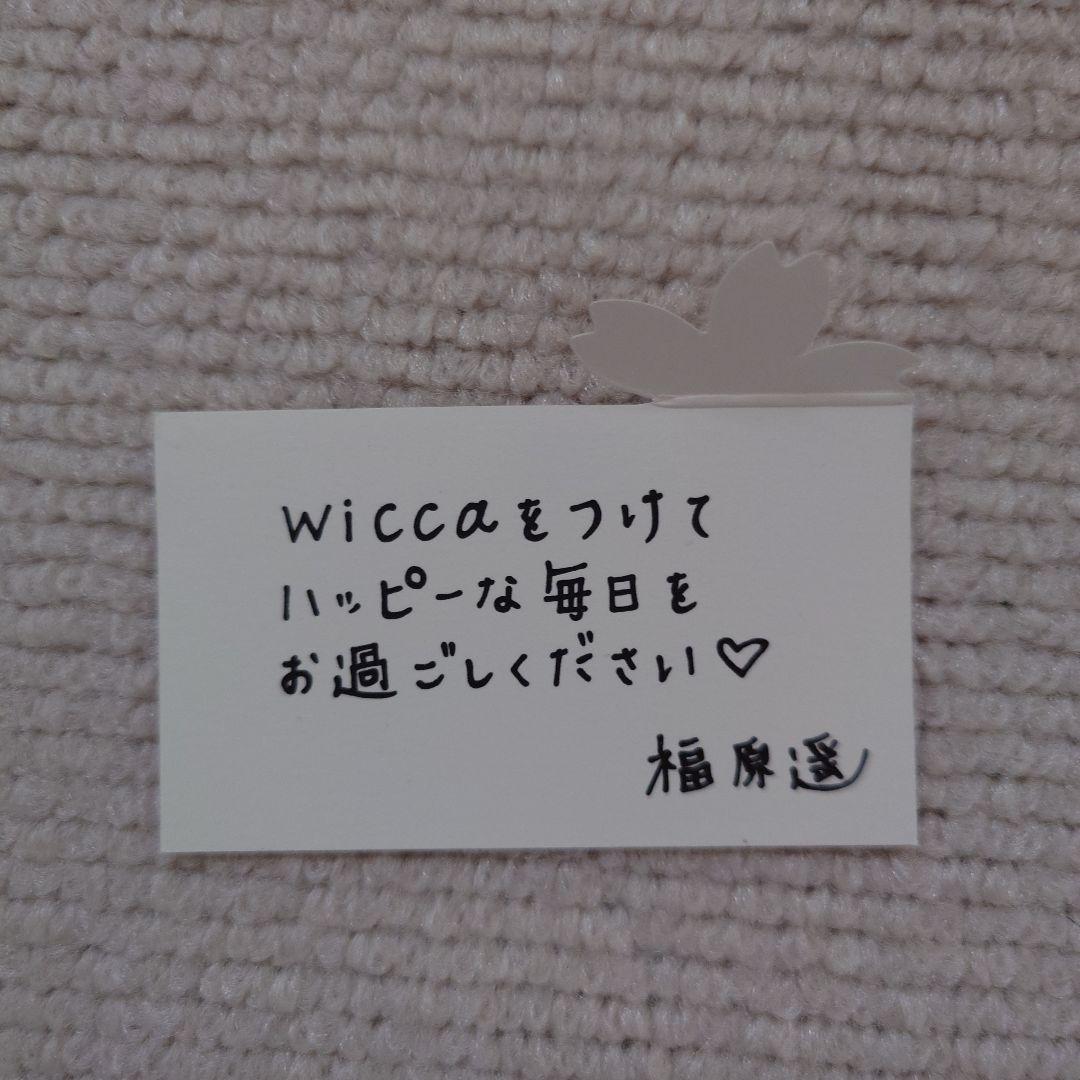 wiccaをつけて
ハッピーな毎日を
お過ごしください♡
福原遥